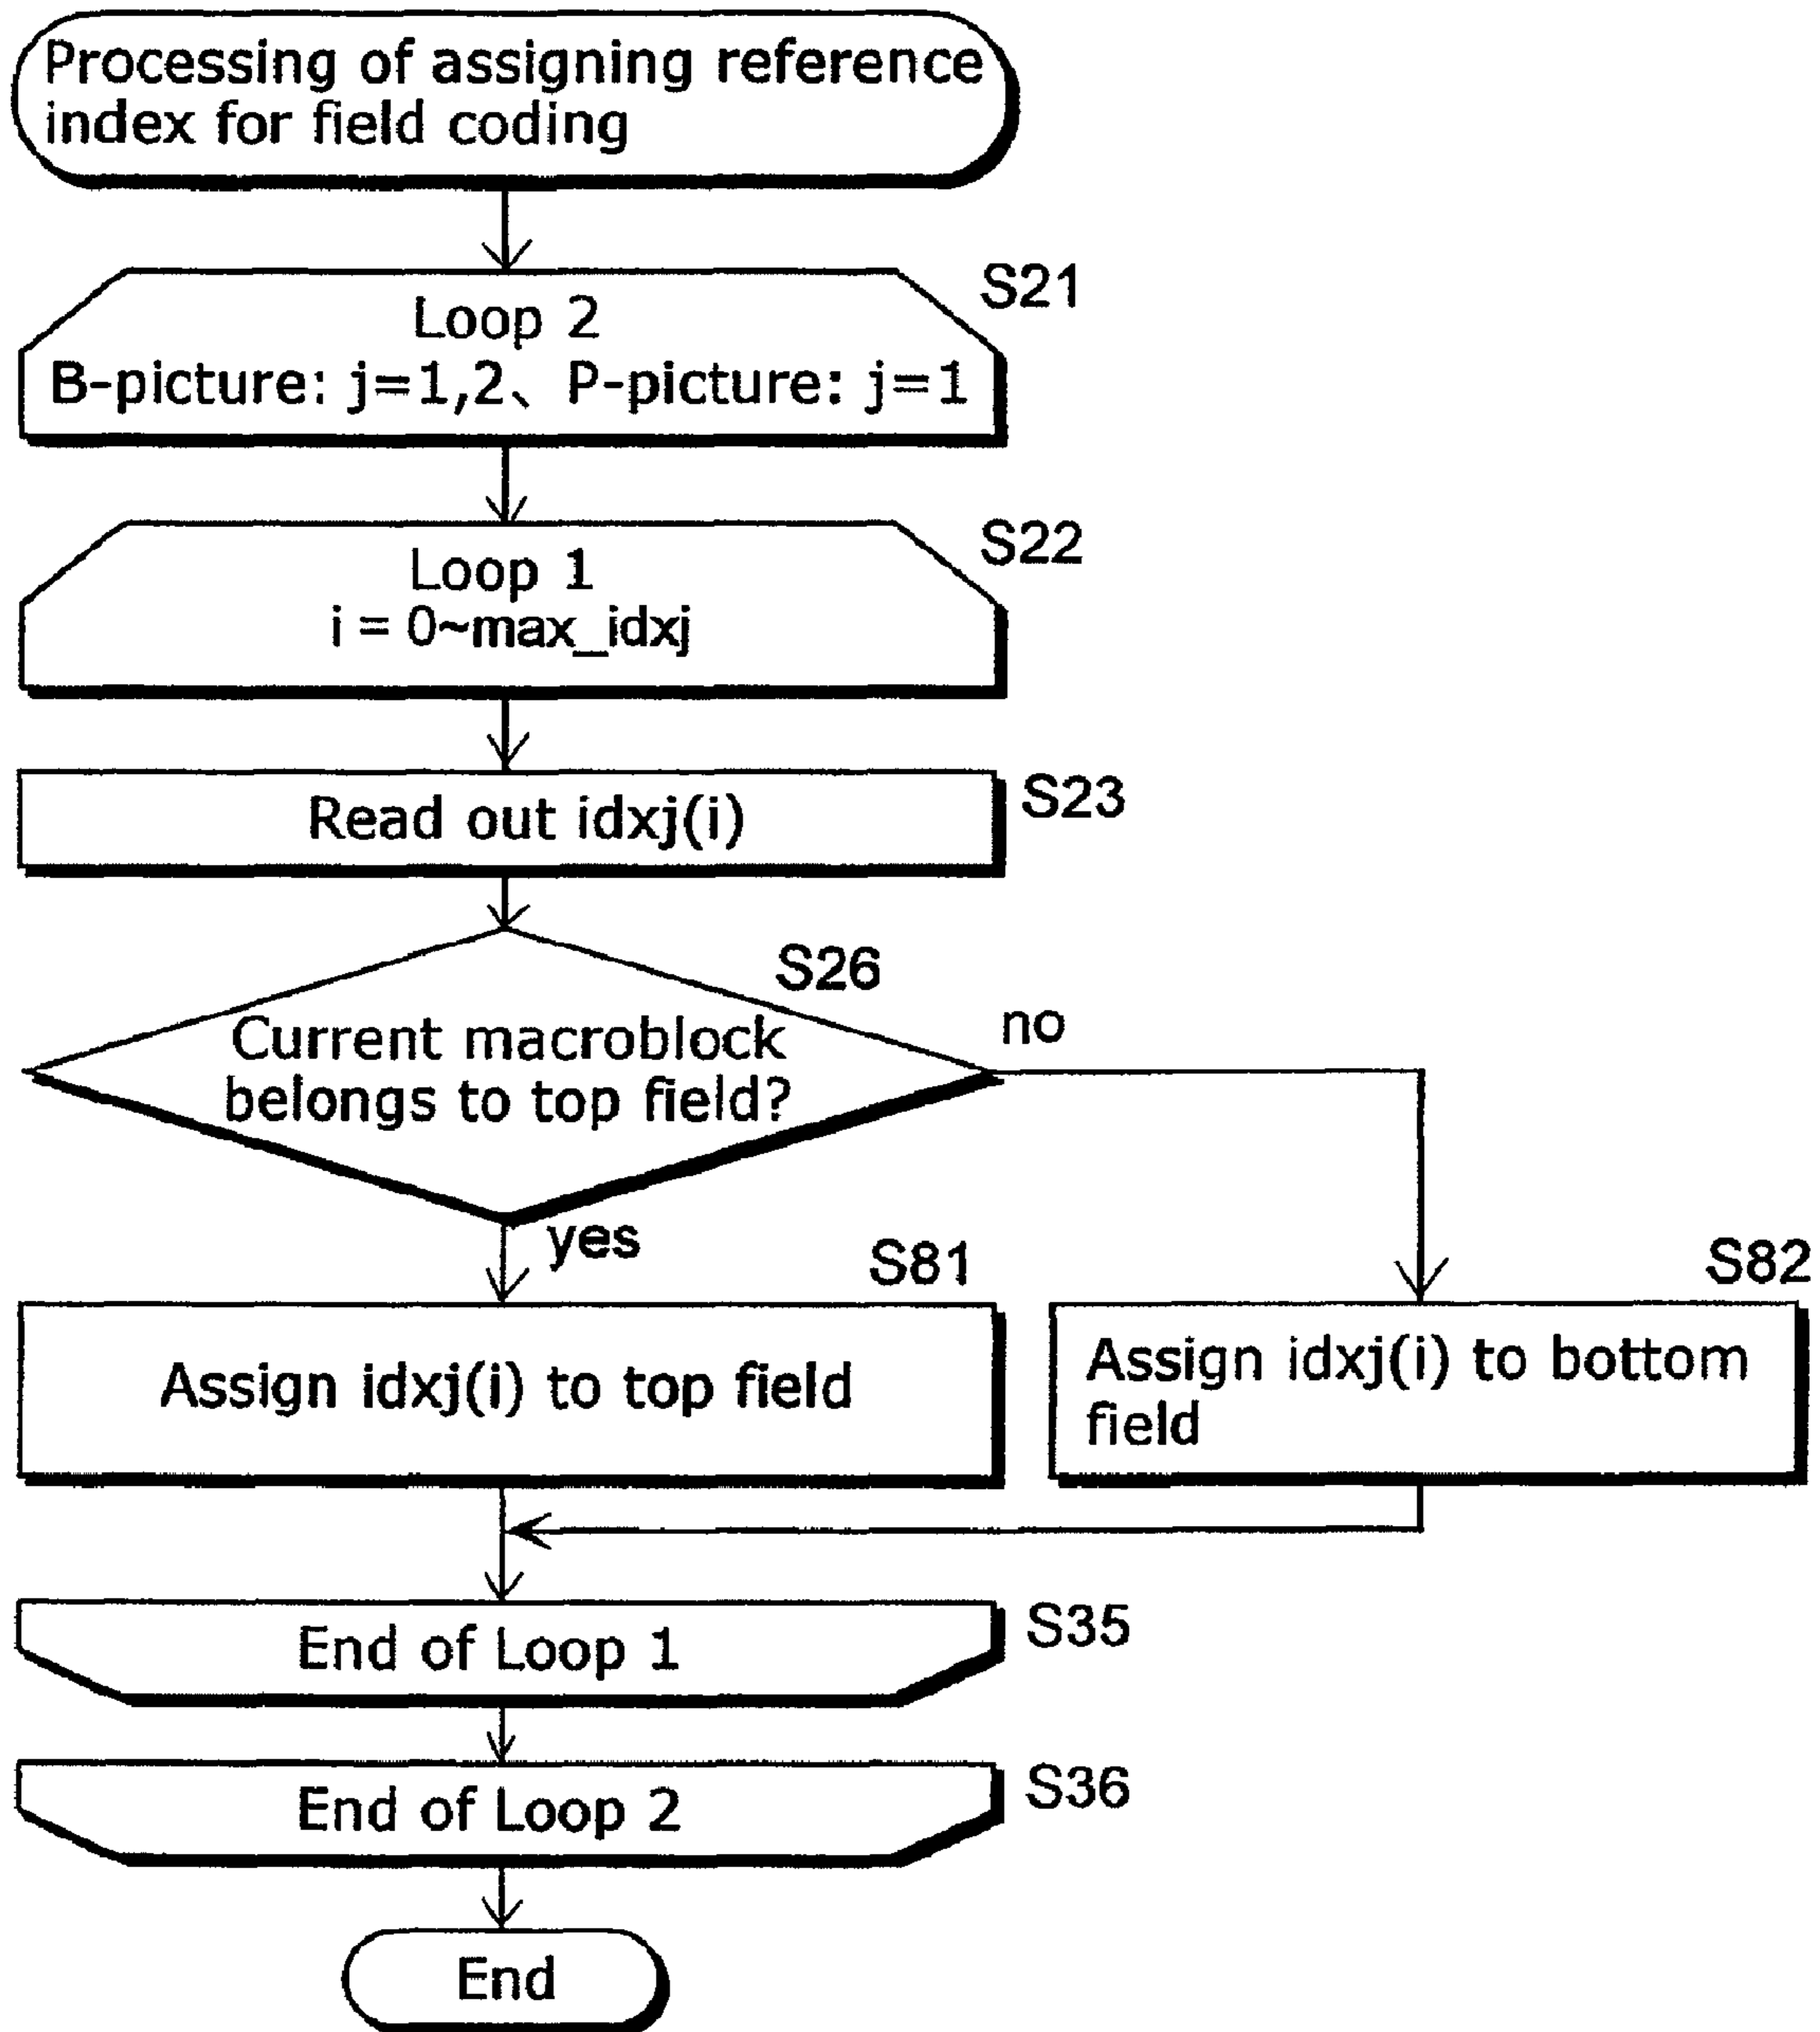 Processing of assigning reference
index for field coding
S21
Loop 2
B-picture: j=1,2、 P-picture: j=1
S22
Loop 1
i = 0~max_idxj
S23
Read out idxj(i)
S26
Current macroblock
belongs to top field?
no
yes
S81
Assign idxj(i) to top field
S82
Assign idxj(i) to bottom
field
End of Loop 1
S35
End of Loop 2
S36
End